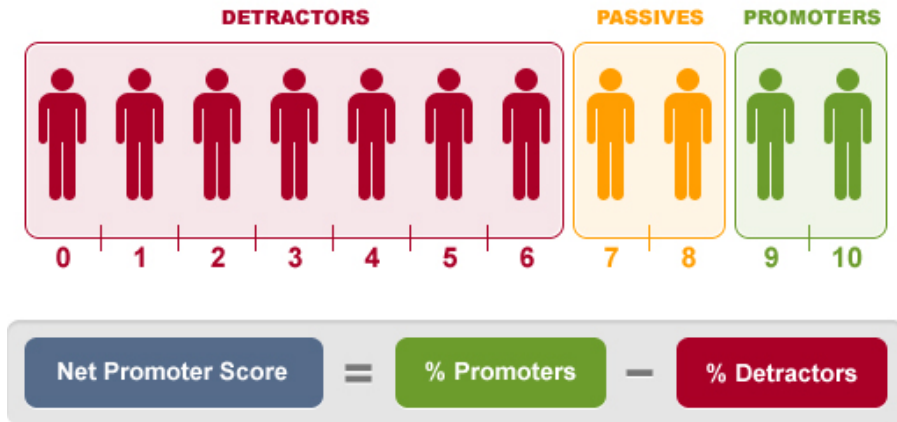 DETRACTORS PASSIVES PROMOTERS
0 1 2 3 4 5 6 7 8 9 10
Net Promoter Score = % Promoters – % Detractors